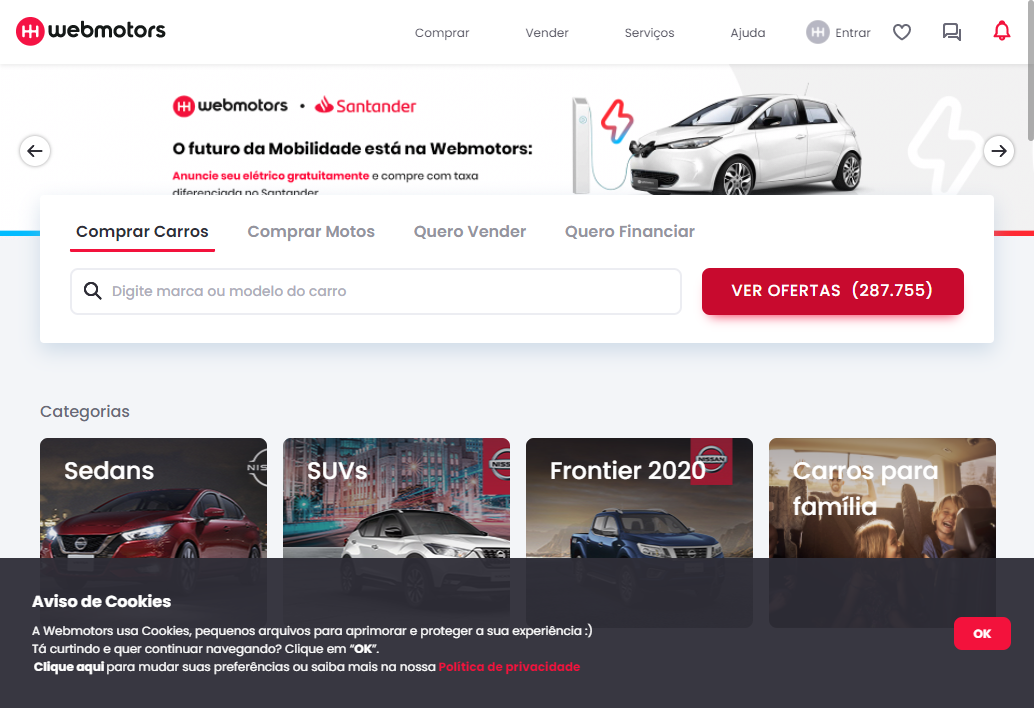 webmotors
Comprar Vender Serviços Ajuda Entrar
webmotors • Santander
O futuro da Mobilidade está na Webmotors:
Anuncie seu elétrico gratuitamente e compre com taxa
diferenciada no Santander
Comprar Carros Comprar Motos Quero Vender Quero Financiar
Digite marca ou modelo do carro
VER OFERTAS (287.755)
Categorias
Sedans
NIS
SUVs
NISS
Frontier 2020
NISSAN
Carros para
família
Aviso de Cookies
A Webmotors usa Cookies, pequenos arquivos para aprimorar e proteger a sua experiência :)
Tá curtindo e quer continuar navegando? Clique em “OK”.
Clique aqui para mudar suas preferências ou saiba mais na nossa Política de privacidade
OK